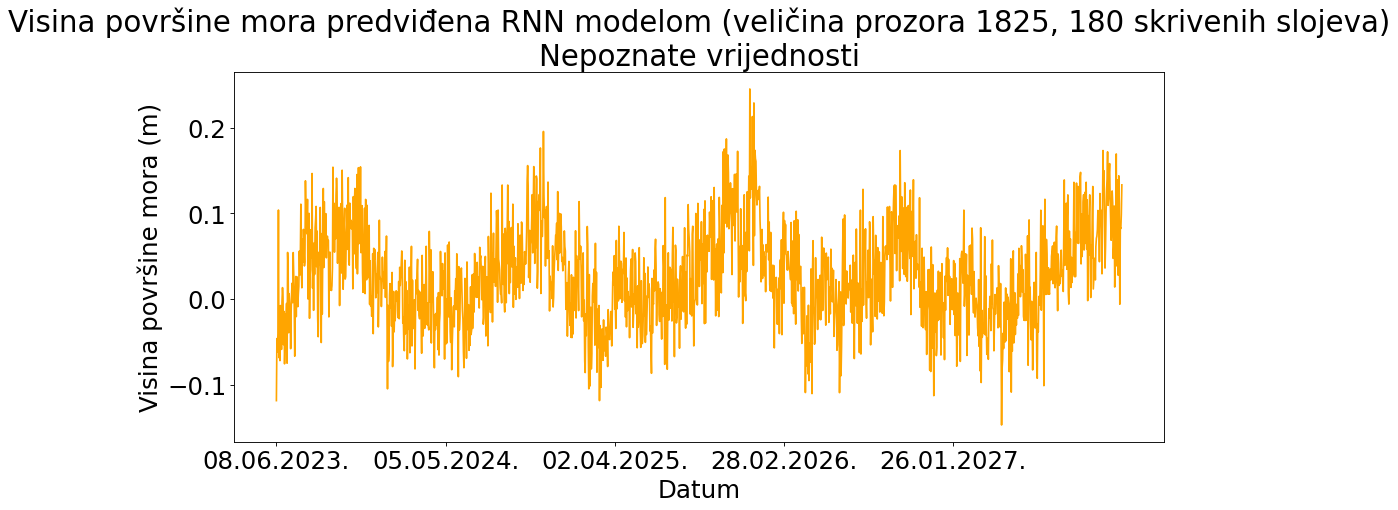 Visina površine mora predviđena RNN modelom (veličina prozora 1825, 180 skrivenih slojeva)
Nepoznate vrijednosti
Visina površine mora (m)
0.2
0.1
0.0
−0.1
08.06.2023. 05.05.2024. 02.04.2025. 28.02.2026. 26.01.2027.
Datum